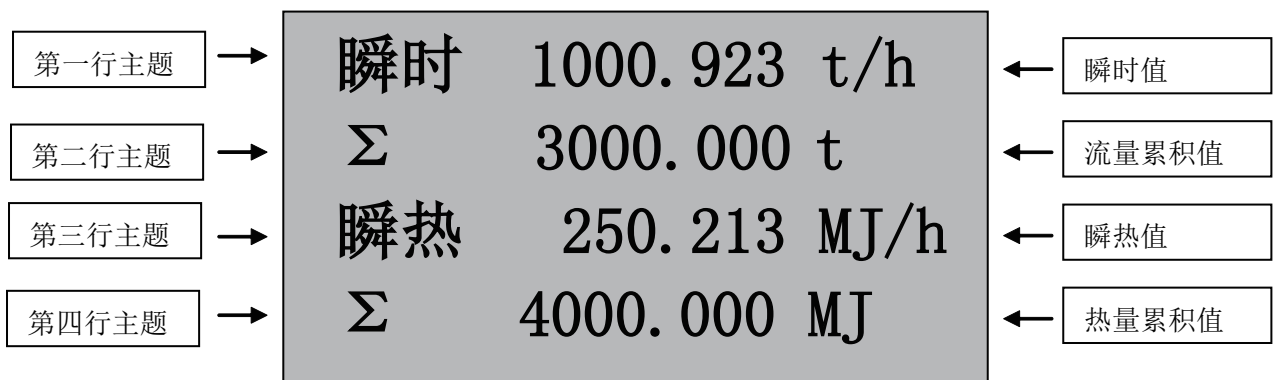 第一行主题 瞬时 1000.923 t/h 瞬时值
第二行主题 Σ 3000.000 t 流量累积值
第三行主题 瞬热 250.213 MJ/h 瞬热值
第四行主题 Σ 4000.000 MJ 热量累积值